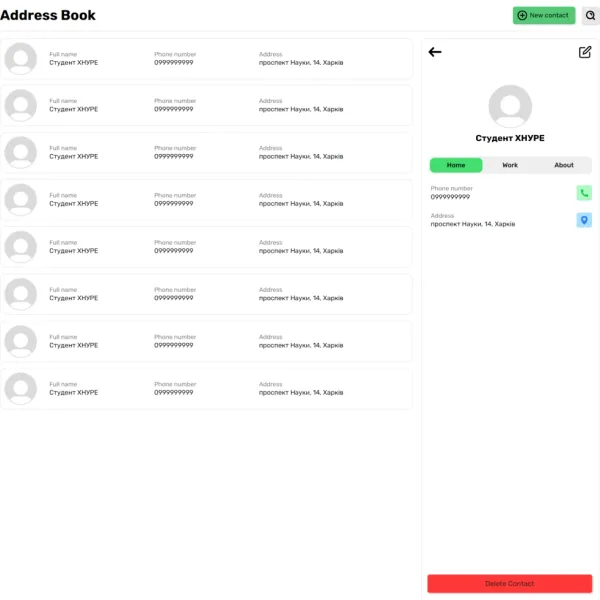 Address Book
New contact
Full name Phone number Address
Студент ХНУРЕ 0999999999 проспект Науки, 14, Харків
Full name Phone number Address
Студент ХНУРЕ 0999999999 проспект Науки, 14, Харків
Full name Phone number Address
Студент ХНУРЕ 0999999999 проспект Науки, 14, Харків
Full name Phone number Address
Студент ХНУРЕ 0999999999 проспект Науки, 14, Харків
Full name Phone number Address
Студент ХНУРЕ 0999999999 проспект Науки, 14, Харків
Full name Phone number Address
Студент ХНУРЕ 0999999999 проспект Науки, 14, Харків
Full name Phone number Address
Студент ХНУРЕ 0999999999 проспект Науки, 14, Харків
Full name Phone number Address
Студент ХНУРЕ 0999999999 проспект Науки, 14, Харків
Студент ХНУРЕ
Home Work About
Phone number
0999999999
Address
проспект Науки, 14, Харків
Delete Contact